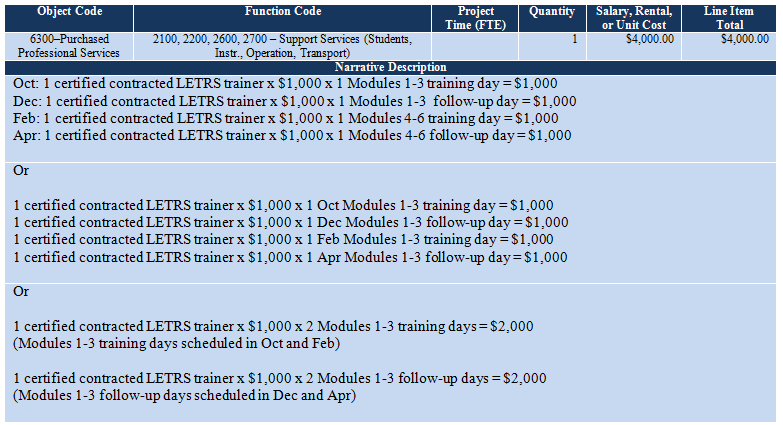 Object Code Function Code Project Time (FTE) Quantity Salary, Rental, or Unit Cost Line Item Total
6300–Purchased Professional Services 2100, 2200, 2600, 2700 – Support Services (Students, Instr., Operation, Transport) 1 $4,000.00 $4,000.00
Narrative Description
Oct: 1 certified contracted LETRS trainer x $1,000 x 1 Modules 1-3 training day = $1,000
Dec: 1 certified contracted LETRS trainer x $1,000 x 1 Modules 1-3 follow-up day = $1,000
Feb: 1 certified contracted LETRS trainer x $1,000 x 1 Modules 4-6 training day = $1,000
Apr: 1 certified contracted LETRS trainer x $1,000 x 1 Modules 4-6 follow-up day = $1,000
Or
1 certified contracted LETRS trainer x $1,000 x 1 Oct Modules 1-3 training day = $1,000
1 certified contracted LETRS trainer x $1,000 x 1 Dec Modules 1-3 follow-up day = $1,000
1 certified contracted LETRS trainer x $1,000 x 1 Feb Modules 1-3 training day = $1,000
1 certified contracted LETRS trainer x $1,000 x 1 Apr Modules 1-3 follow-up day = $1,000
Or
1 certified contracted LETRS trainer x $1,000 x 2 Modules 1-3 training days = $2,000
(Modules 1-3 training days scheduled in Oct and Feb)
1 certified contracted LETRS trainer x $1,000 x 2 Modules 1-3 follow-up days = $2,000
(Modules 1-3 follow-up days scheduled in Dec and Apr)